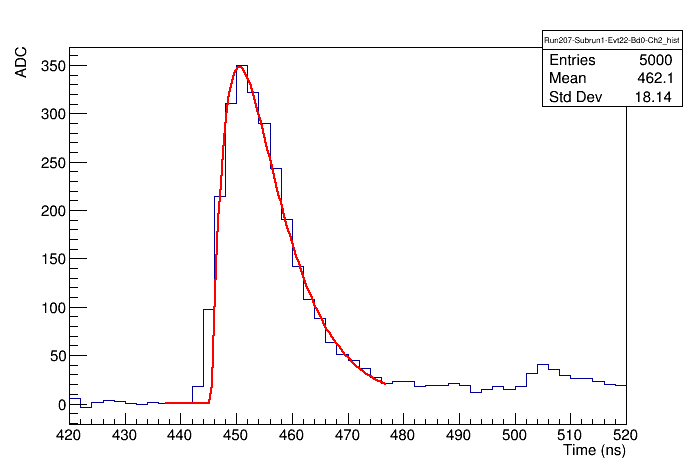 Run207-Subrun1-Evt22-Bd0-Ch2_hist
Entries 5000
Mean 462.1
Std Dev 18.14
ADC
350
300
250
200
150
100
50
0
420 430 440 450 460 470 480 490 500 510 520
Time (ns)